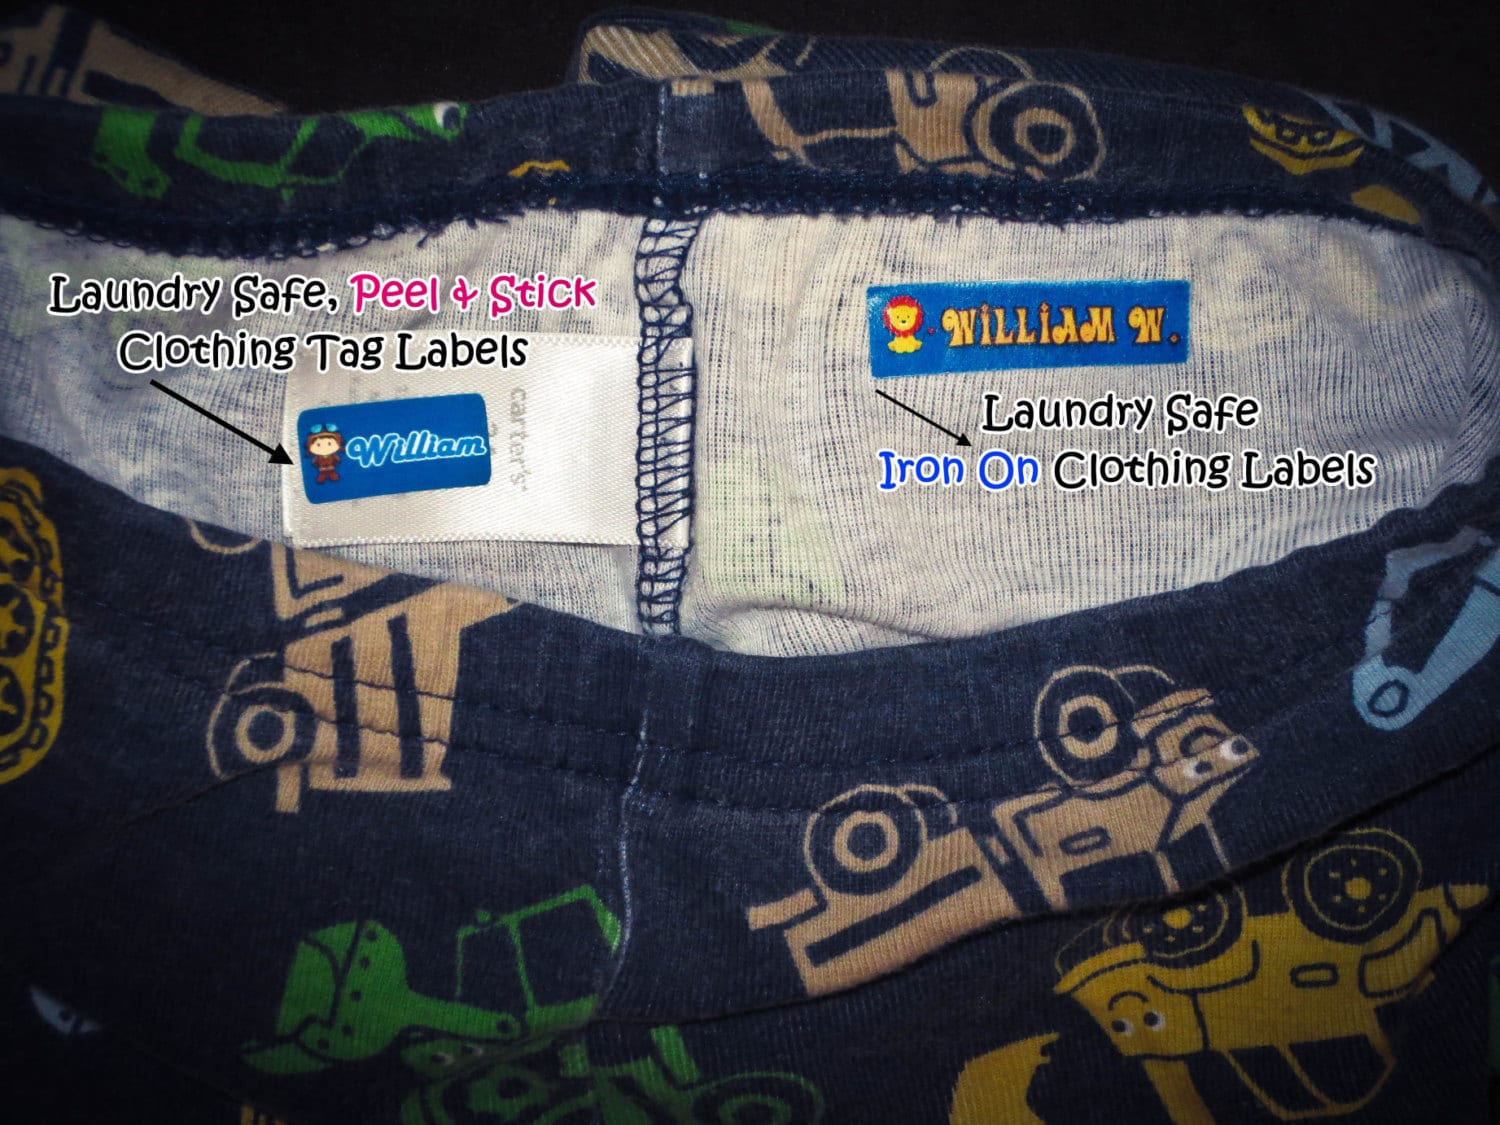 Laundry Safe, Peel & Stick
Clothing Tag Labels
William
carter's
WiLLiAM W.
Laundry Safe
Iron On Clothing Labels